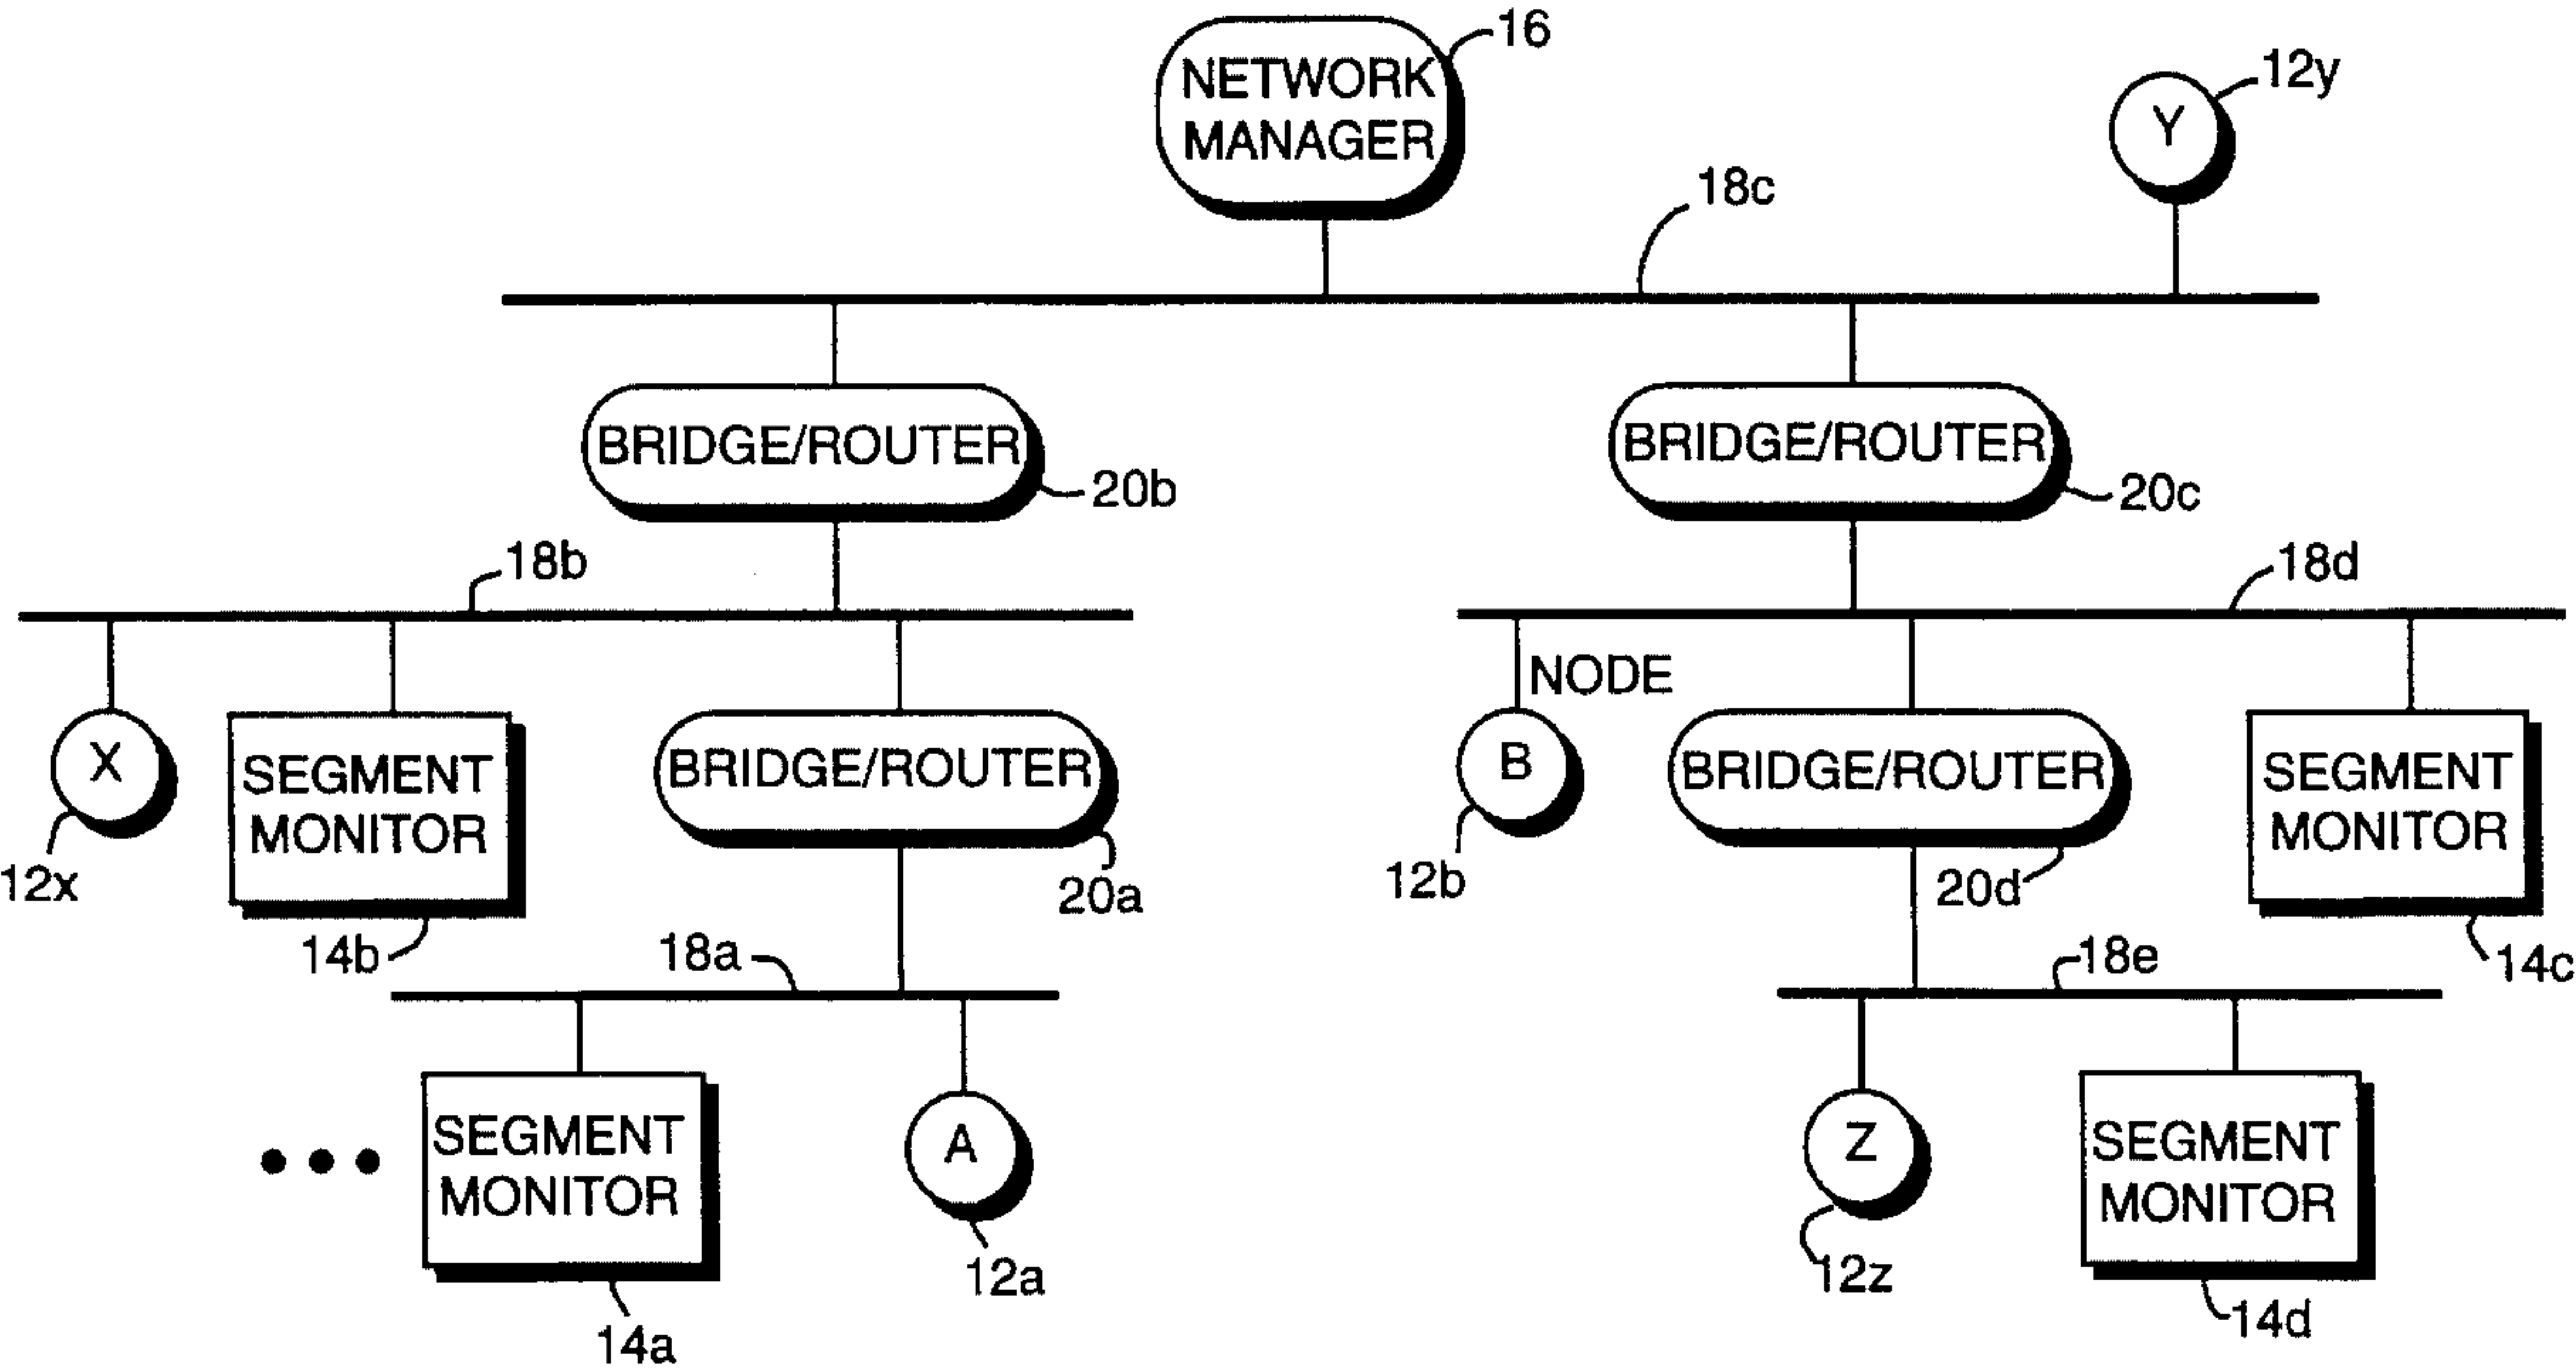 16
NETWORK
MANAGER
12y
Y
18c
BRIDGE/ROUTER
20b
BRIDGE/ROUTER
20c
18b
18d
NODE
X
12x
SEGMENT
MONITOR
14b
BRIDGE/ROUTER
20a
B
12b
BRIDGE/ROUTER
20d
SEGMENT
MONITOR
14c
18a
18e
SEGMENT
MONITOR
14a
A
12a
Z
12z
SEGMENT
MONITOR
14d